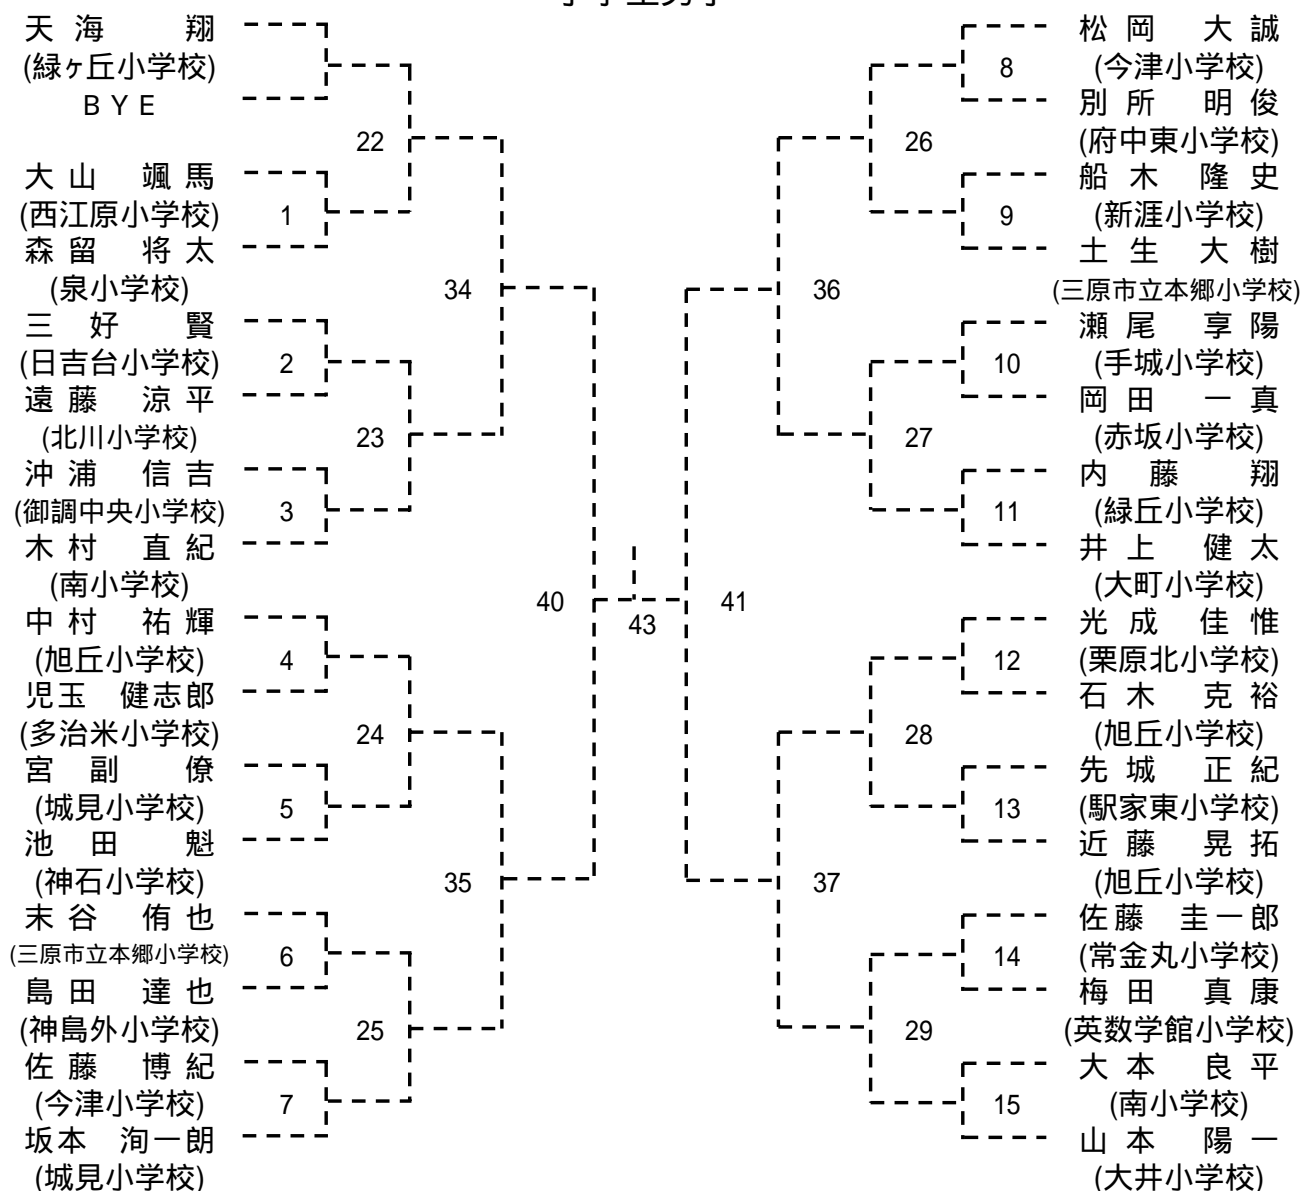 天海 翔
(緑ヶ丘小学校)
BYE
22
大山 颯馬
(西江原小学校)
1
森留 将太
(泉小学校)
34
三好 賢
(日吉台小学校)
2
遠藤 涼平
(北川小学校)
23
沖浦 信吉
(御調中央小学校)
3
木村 直紀
(南小学校)
40
43
中村 祐輝
(旭丘小学校)
4
児玉 健志郎
(多治米小学校)
24
宮副 僚
(城見小学校)
5
池田 魁
(神石小学校)
35
末谷 侑也
(三原市立本郷小学校)
6
島田 達也
(神島外小学校)
25
佐藤 博紀
(今津小学校)
7
坂本 洵一朗
(城見小学校)
松岡 大誠
8
(今津小学校)
別所 明俊
26
(府中東小学校)
船木 隆史
9
(新涯小学校)
土生 大樹
36
(三原市立本郷小学校)
瀬尾 享陽
10
(手城小学校)
岡田 一真
27
(赤坂小学校)
内藤 翔
11
(緑丘小学校)
井上 健太
(大町小学校)
41
光成 佳惟
12
(栗原北小学校)
石木 克裕
28
(旭丘小学校)
先城 正紀
13
(駅家東小学校)
近藤 晃拓
37
(旭丘小学校)
佐藤 圭一郎
14
(常金丸小学校)
梅田 真康
29
(英数学館小学校)
大本 良平
15
(南小学校)
山本 陽一
(大井小学校)